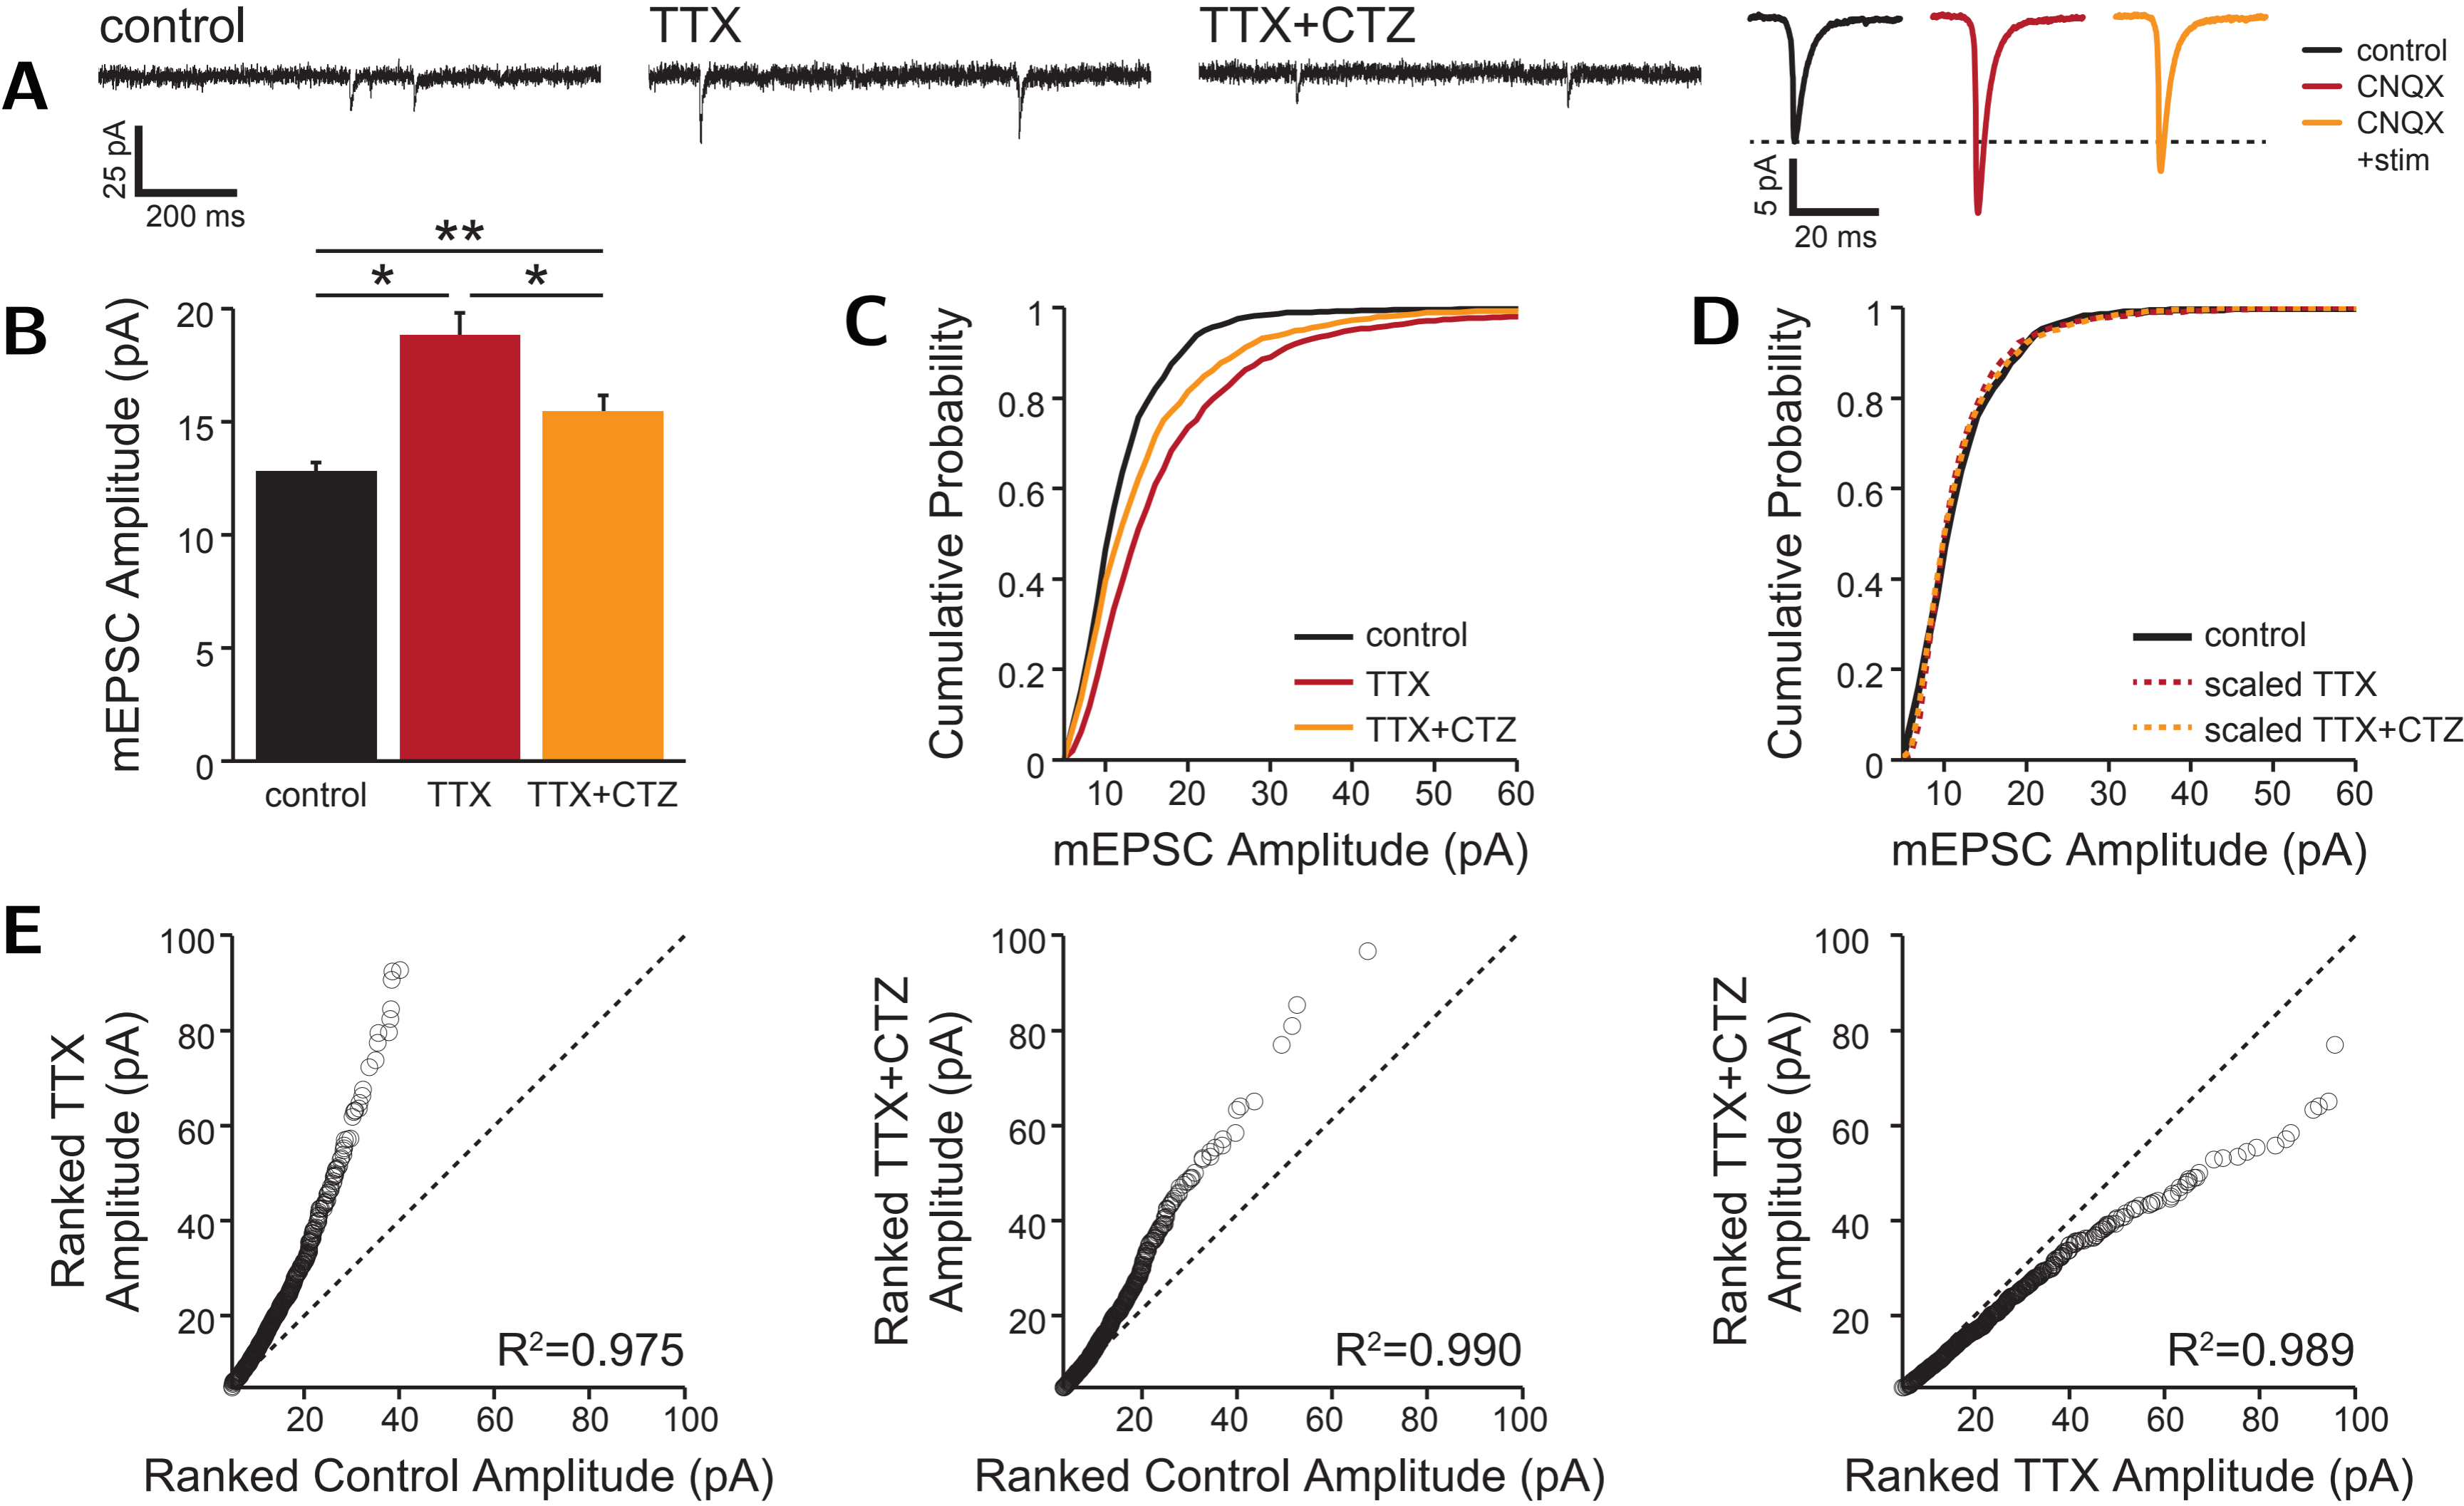 A
control
TTX
TTX+CTZ
25 pA
200 ms
5 pA
20 ms
control
CNQX
CNQX
+stim
B
mEPSC Amplitude (pA)
20
15
10
5
0
**
*
*
control
TTX
TTX+CTZ
C
Cumulative Probability
1
0.8
0.6
0.4
0.2
0
control
TTX
TTX+CTZ
10 20 30 40 50 60
mEPSC Amplitude (pA)
D
Cumulative Probability
1
0.8
0.6
0.4
0.2
0
control
scaled TTX
scaled TTX+CTZ
10 20 30 40 50 60
mEPSC Amplitude (pA)
E
Ranked TTX
Amplitude (pA)
100
80
60
40
20
R²=0.975
20 40 60 80 100
Ranked Control Amplitude (pA)
Ranked TTX+CTZ
Amplitude (pA)
100
80
60
40
20
R²=0.990
20 40 60 80 100
Ranked Control Amplitude (pA)
Ranked TTX+CTZ
Amplitude (pA)
100
80
60
40
20
R²=0.989
20 40 60 80 100
Ranked TTX Amplitude (pA)